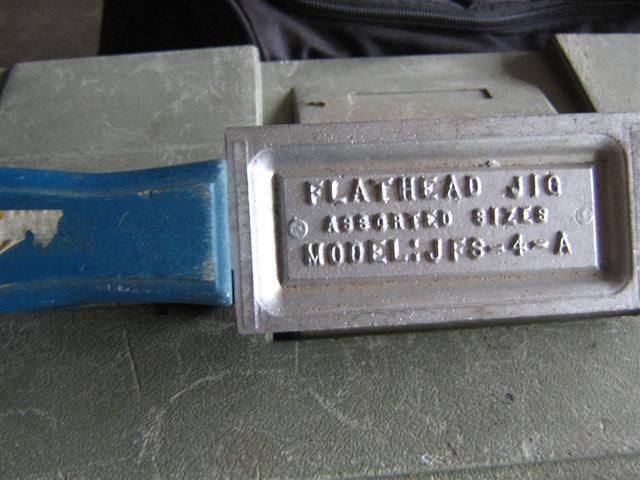 FLATHEAD JIG
ASSORTED SIZES
MODEL:JFS-4-A